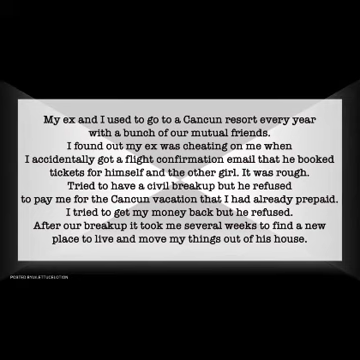 My ex and I used to go to a Cancun resort every year
with a bunch of our mutual friends.
I found out my ex was cheating on me when
I accidentally got a flight confirmation email that he booked
tickets for himself and the other girl. It was rough.
Tried to have a civil breakup but he refused
to pay me for the Cancun vacation that I had already prepaid.
I tried to get my money back but he refused.
After our breakup it took me several weeks to find a new
place to live and move my things out of his house.